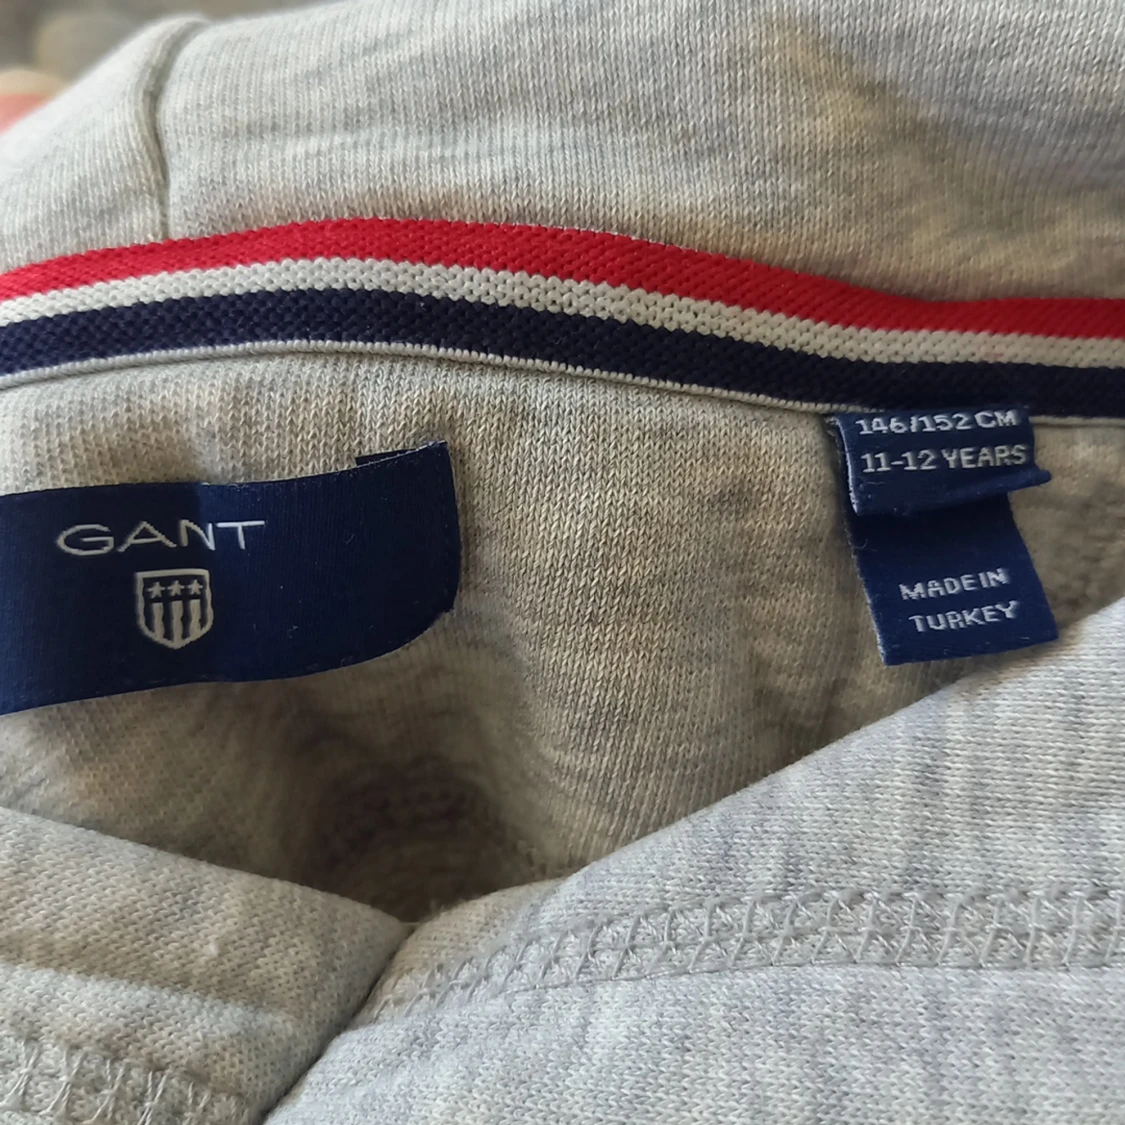 GANT
146/152 CM
11-12 YEARS
MADE IN
TURKEY